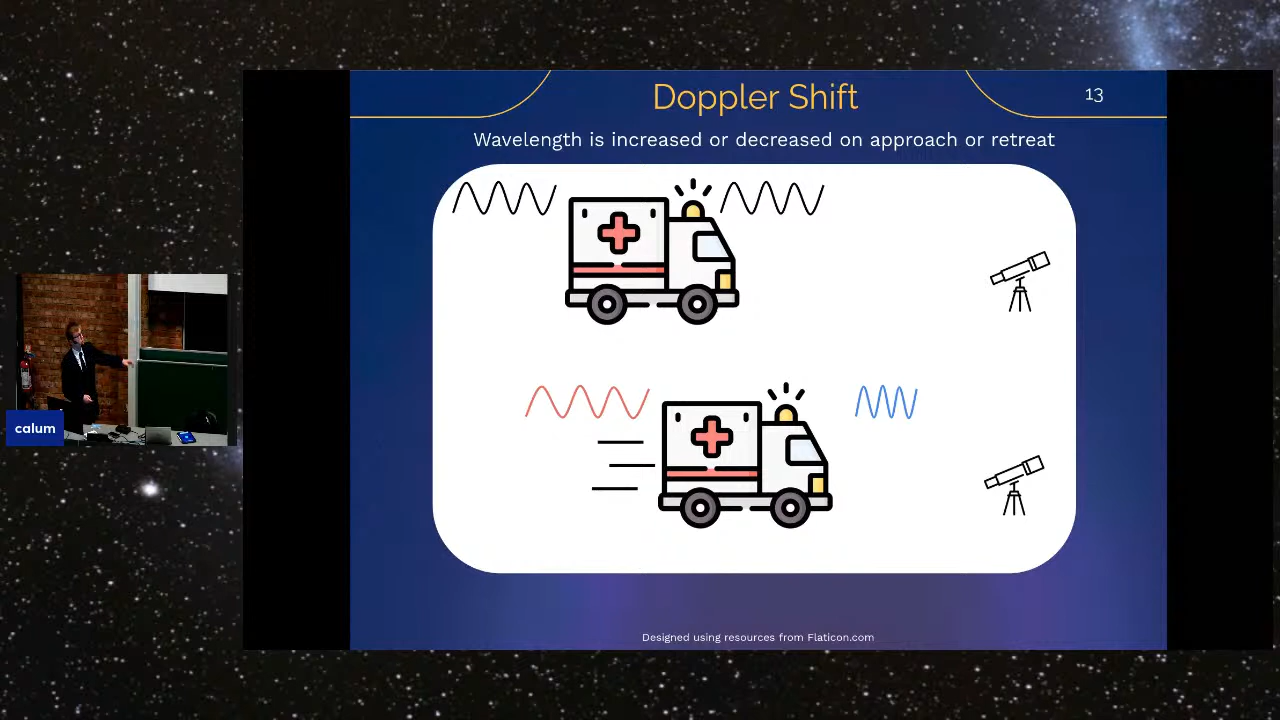 Doppler Shift
13
Wavelength is increased or decreased on approach or retreat
calum
Designed using resources from Flaticon.com